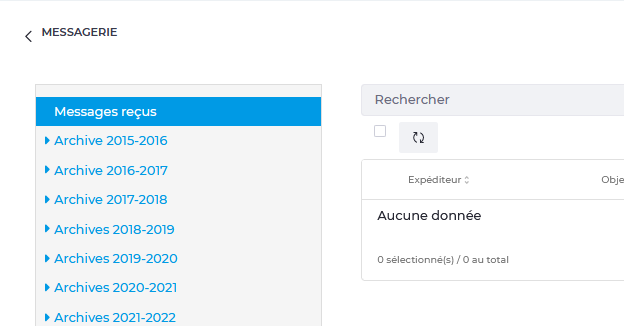 MESSAGERIE
Messages reçus
Archive 2015-2016
Archive 2016-2017
Archive 2017-2018
Archives 2018-2019
Archives 2019-2020
Archives 2020-2021
Archives 2021-2022
Rechercher
Expéditeur Obje
Aucune donnée
0 sélectionné(s) / 0 au total